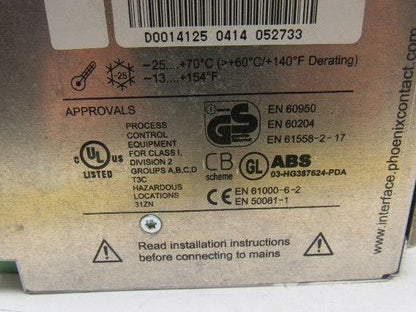 D0014125 0414 052733
-25....+70°C (>+60°C/+140°F Derating)
-13....+154°F
-25
APPROVALS
c UL US
LISTED
PROCESS
CONTROL
EQUIPMENT
FOR CLASS I,
DIVISION 2
GROUPS A,B,C,D
T3C
HAZARDOUS
LOCATIONS
31ZN
GS
EN 60950
EN 60204
EN 61558-2-17
CB
scheme
GL
ABS
03-HG387624-PDA
CE
EN 61000-6-2
EN 50081-1
Read installation instructions
before connecting to mains
www.interface.phoenixcontact.com